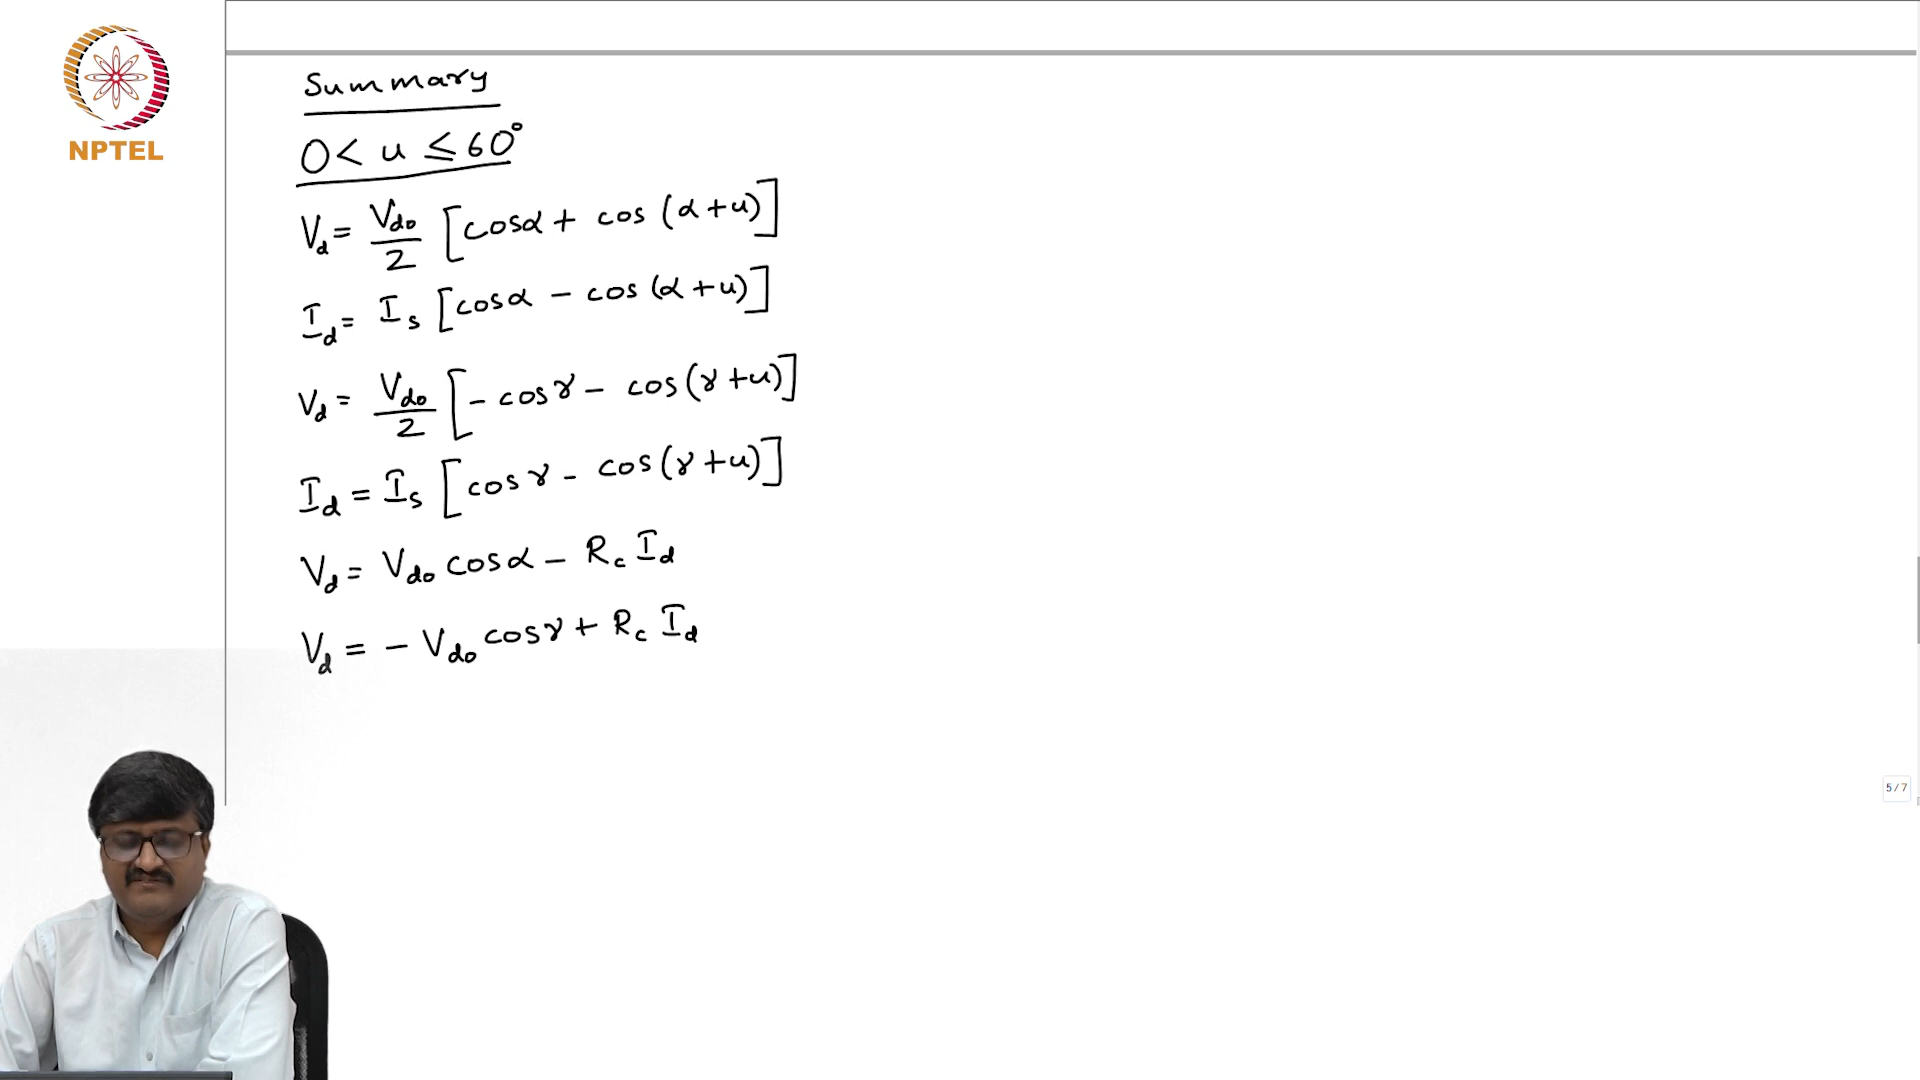 NPTEL
Summary
0 < u ≤ 60°
V_d = V_do/2 [cosα + cos (α+u)]
I_d = I_s [cosα − cos (α+u)]
V_d = V_do/2 [− cosγ − cos (γ+u)]
I_d = I_s [cosγ − cos (γ+u)]
V_d = V_do cosα − R_c I_d
V_d = − V_do cosγ + R_c I_d
5/7